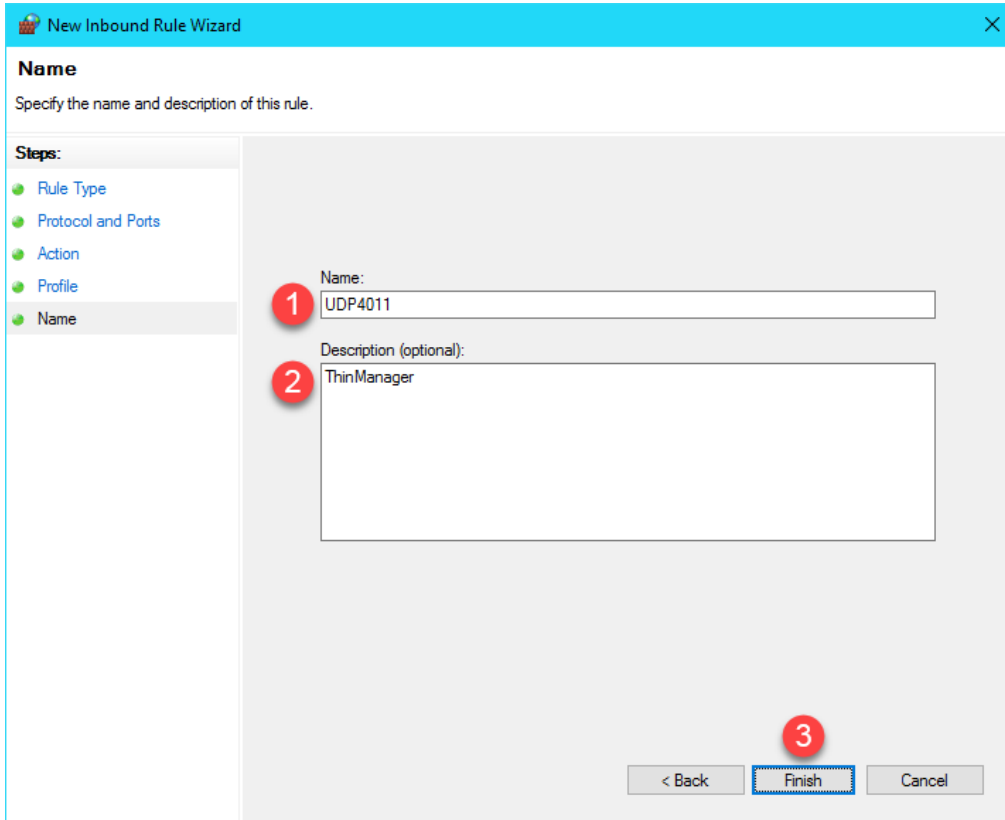 New Inbound Rule Wizard
Name
Specify the name and description of this rule.
Steps:
Rule Type
Protocol and Ports
Action
Profile
Name
Name:
1
UDP4011
Description (optional):
2
ThinManager
3
< Back
Finish
Cancel